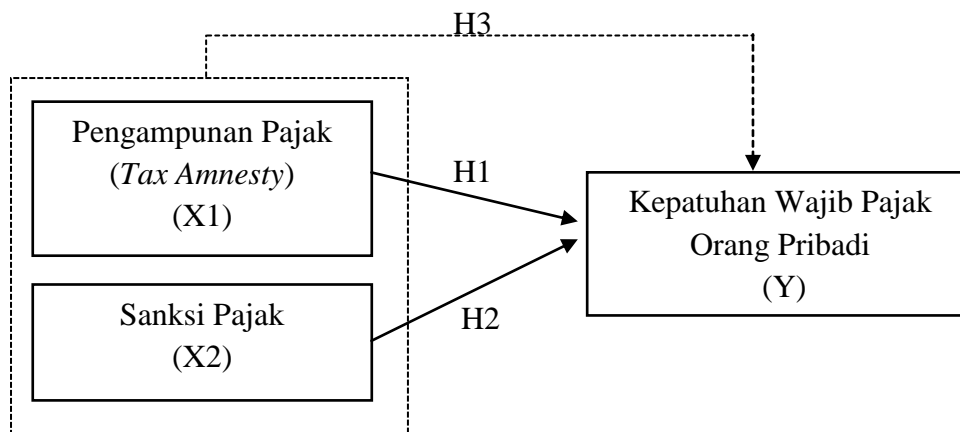 H3
Pengampunan Pajak
(Tax Amnesty)
(X1)
H1
Kepatuhan Wajib Pajak
Orang Pribadi
(Y)
Sanksi Pajak
(X2)
H2